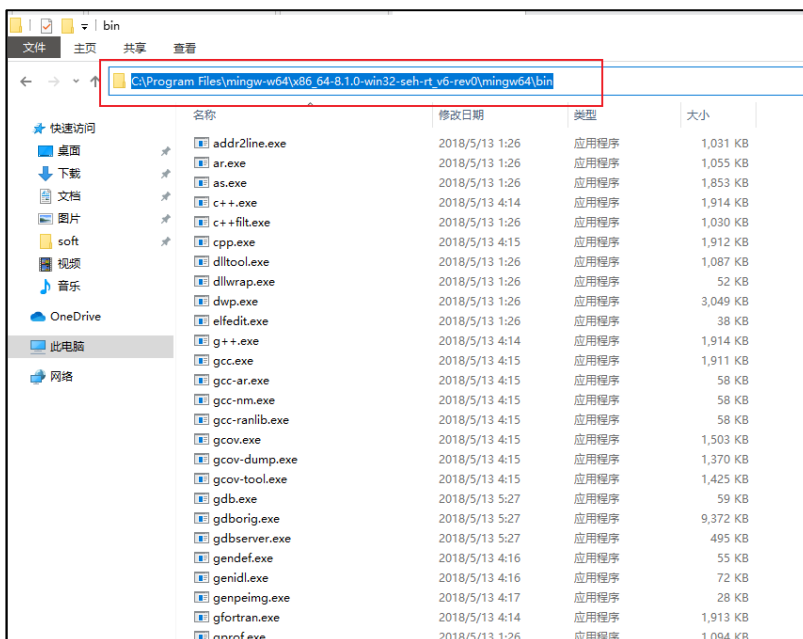 bin
文件 主页 共享 查看
C:\Program Files\mingw-w64\x86_64-8.1.0-win32-seh-rt_v6-rev0\mingw64\bin
名称 修改日期 类型 大小
快速访问
桌面
下载
文档
图片
soft
视频
音乐
OneDrive
此电脑
网络
addr2line.exe 2018/5/13 1:26 应用程序 1,031 KB
ar.exe 2018/5/13 1:26 应用程序 1,055 KB
as.exe 2018/5/13 1:26 应用程序 1,853 KB
c++.exe 2018/5/13 4:14 应用程序 1,914 KB
c++filt.exe 2018/5/13 1:26 应用程序 1,030 KB
cpp.exe 2018/5/13 4:15 应用程序 1,912 KB
dlltool.exe 2018/5/13 1:26 应用程序 1,087 KB
dllwrap.exe 2018/5/13 1:26 应用程序 52 KB
dwp.exe 2018/5/13 1:26 应用程序 3,049 KB
elfedit.exe 2018/5/13 1:26 应用程序 38 KB
g++.exe 2018/5/13 4:14 应用程序 1,914 KB
gcc.exe 2018/5/13 4:15 应用程序 1,911 KB
gcc-ar.exe 2018/5/13 4:15 应用程序 58 KB
gcc-nm.exe 2018/5/13 4:15 应用程序 58 KB
gcc-ranlib.exe 2018/5/13 4:15 应用程序 58 KB
gcov.exe 2018/5/13 4:15 应用程序 1,503 KB
gcov-dump.exe 2018/5/13 4:15 应用程序 1,370 KB
gcov-tool.exe 2018/5/13 4:15 应用程序 1,425 KB
gdb.exe 2018/5/13 5:27 应用程序 59 KB
gdborig.exe 2018/5/13 5:27 应用程序 9,372 KB
gdbserver.exe 2018/5/13 5:27 应用程序 495 KB
gendef.exe 2018/5/13 4:16 应用程序 55 KB
genidl.exe 2018/5/13 4:16 应用程序 72 KB
genpeimg.exe 2018/5/13 4:17 应用程序 28 KB
gfortran.exe 2018/5/13 4:14 应用程序 1,913 KB
gprof.exe 2018/5/13 1:26 应用程序 1,094 KB